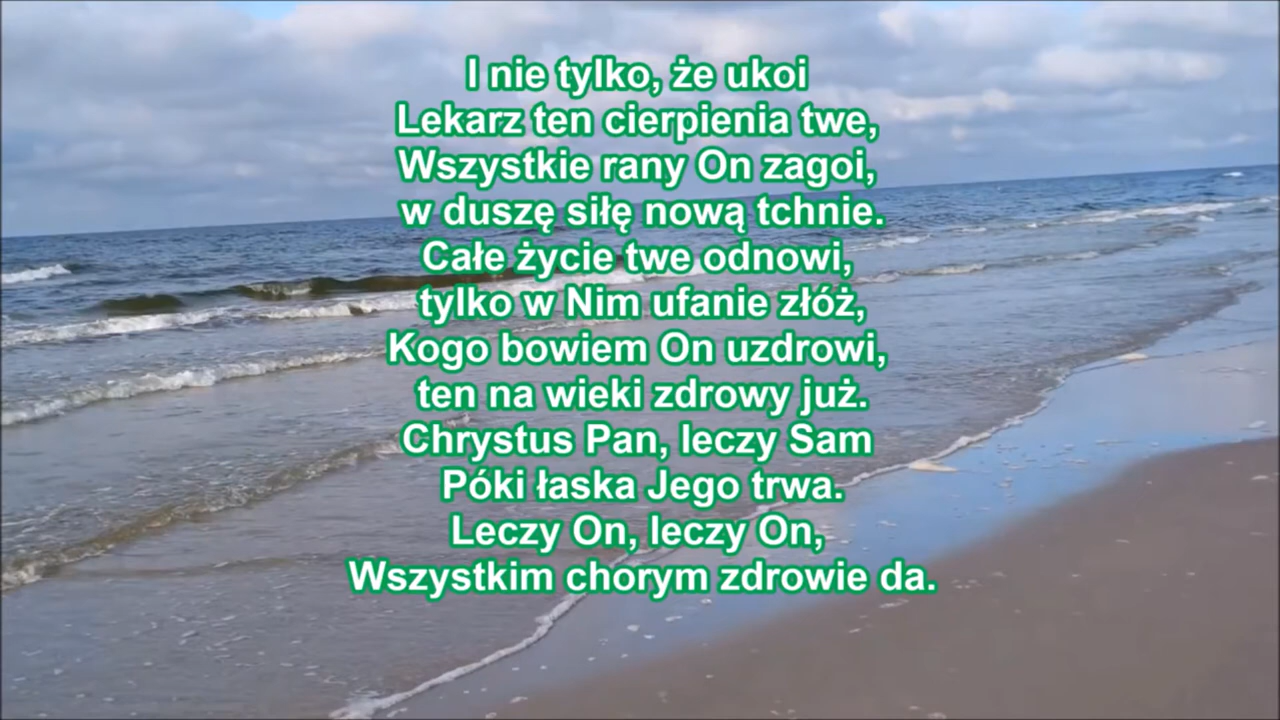 I nie tylko, że ukoi
Lekarz ten cierpienia twe,
Wszystkie rany On zagoi,
w duszę siłę nową tchnie.
Całe życie twe odnowi,
tylko w Nim ufanie złóż,
Kogo bowiem On uzdrowi,
ten na wieki zdrowy już.
Chrystus Pan, leczy Sam
Póki łaska Jego trwa.
Leczy On, leczy On,
Wszystkim chorym zdrowie da.